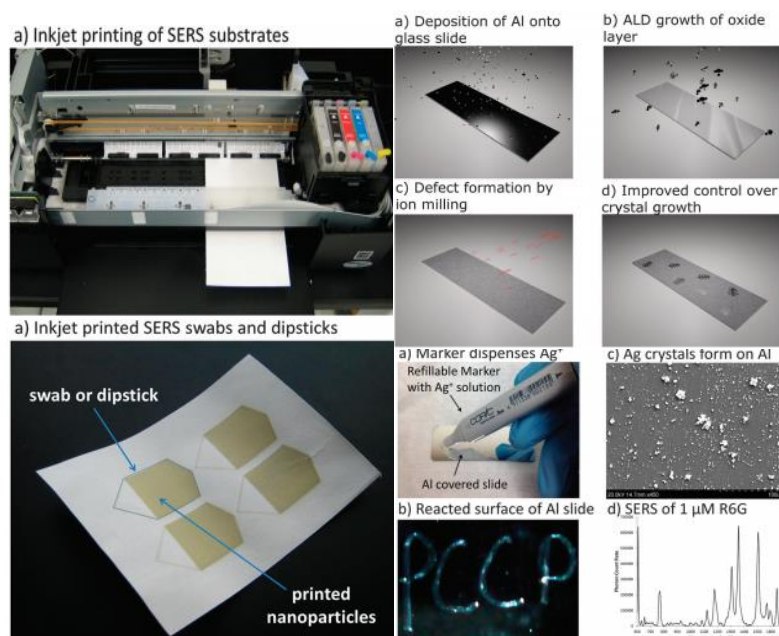 a) Inkjet printing of SERS substrates
a) Inkjet printed SERS swabs and dipsticks
swab or dipstick
printed
nanoparticles
a) Deposition of Al onto
glass slide
b) ALD growth of oxide
layer
c) Defect formation by
ion milling
d) Improved control over
crystal growth
a) Marker dispenses Ag⁺
Refillable Marker
with Ag⁺ solution
COPIC
Al covered slide
c) Ag crystals form on Al
b) Reacted surface of Al slide
PCCP
d) SERS of 1 μM R6G